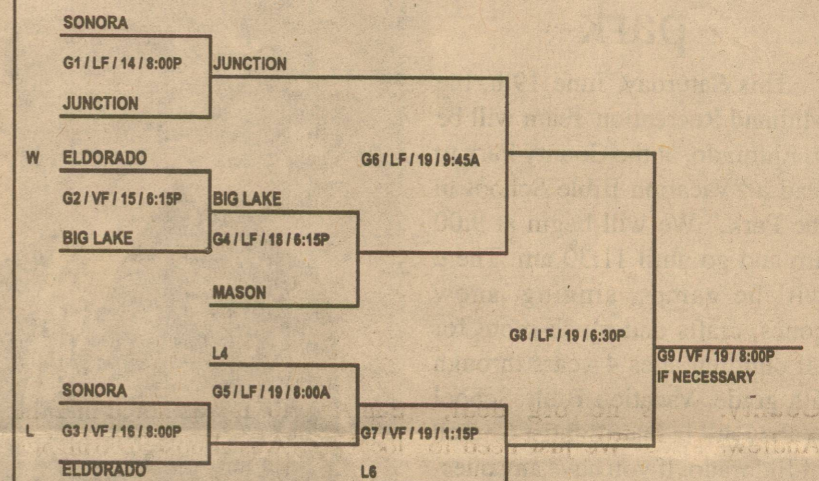 SONORA
G1 / LF / 14 / 8:00P
JUNCTION
JUNCTION
W
ELDORADO
G6 / LF / 19 / 9:45A
G2 / VF / 15 / 6:15P
BIG LAKE
BIG LAKE
G4 / LF / 18 / 6:15P
MASON
G8 / LF / 19 / 6:30P
L4
G9 / VF / 19 / 8:00P
IF NECESSARY
SONORA
G5 / LF / 19 / 8:00A
L
G3 / VF / 16 / 8:00P
G7 / VF / 19 / 1:15P
ELDORADO
L6